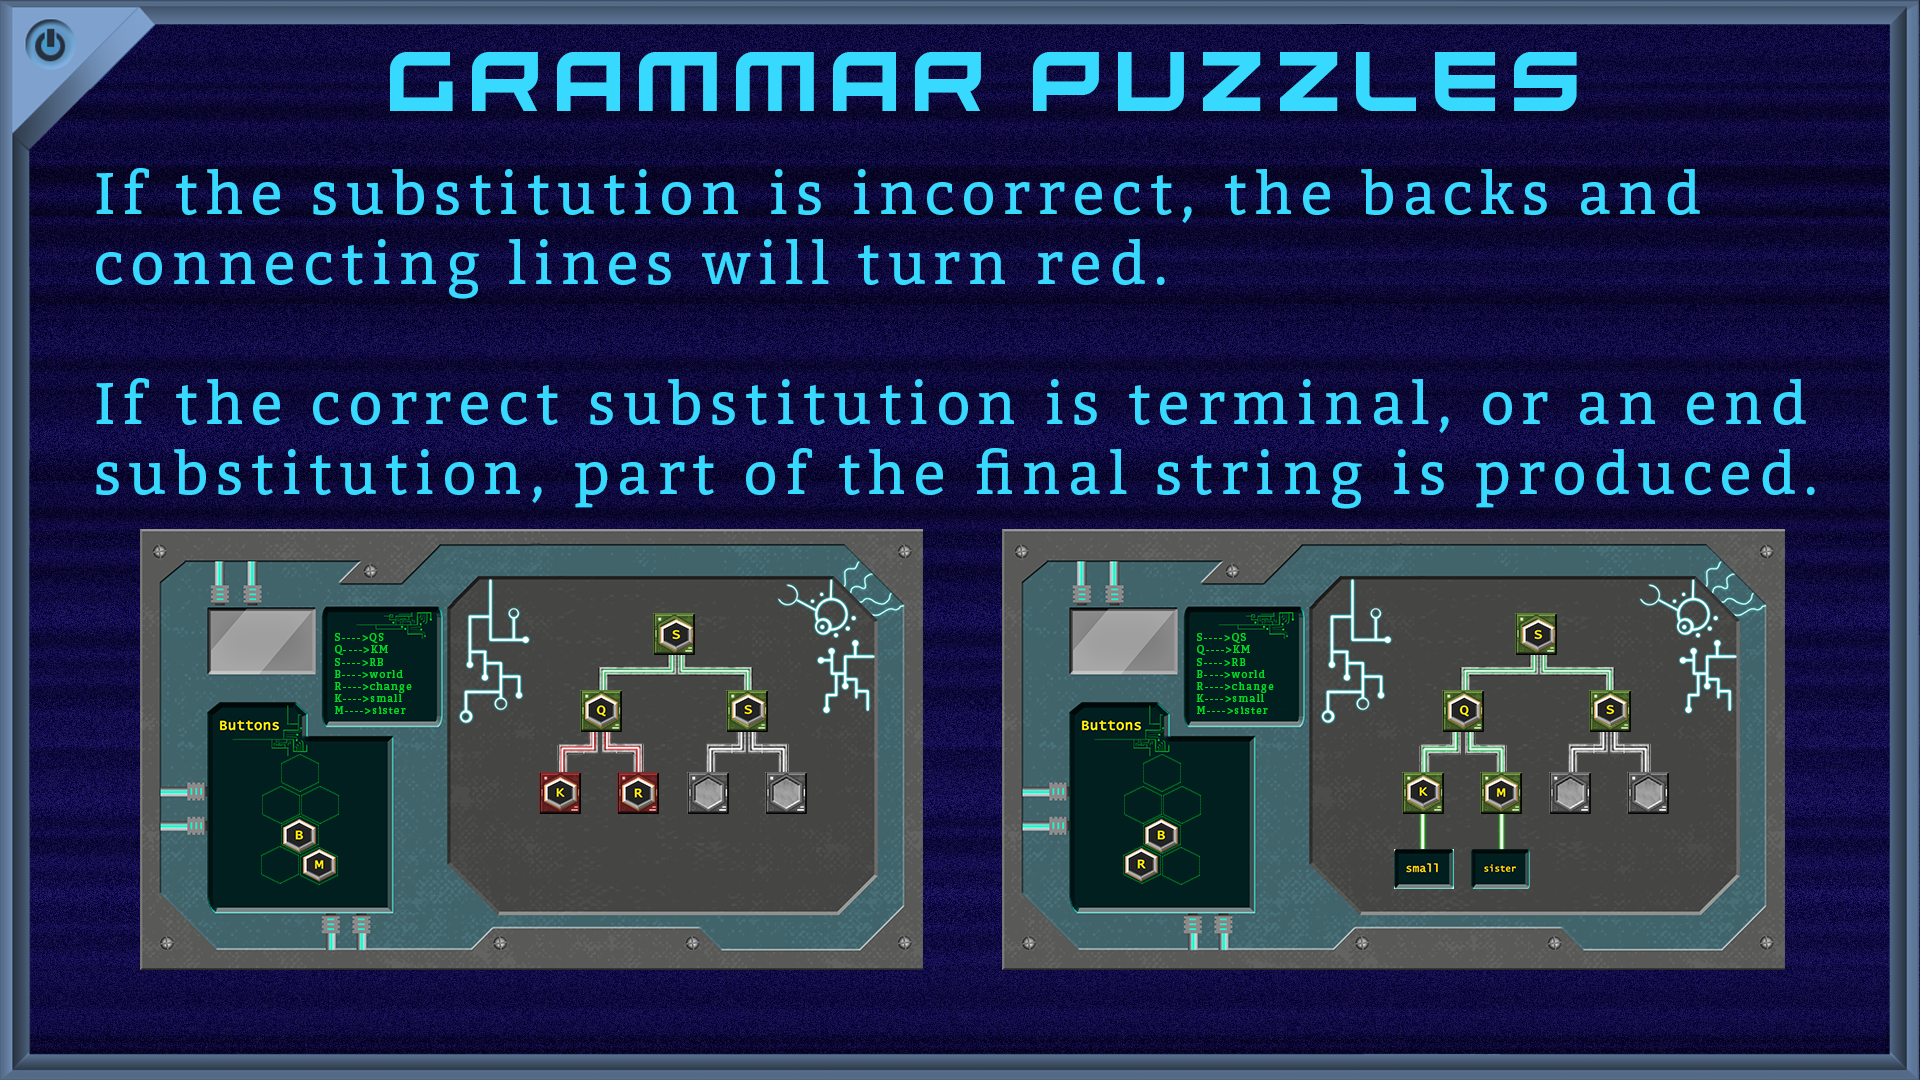 GRAMMAR PUZZLES
If the substitution is incorrect, the backs and
connecting lines will turn red.
If the correct substitution is terminal, or an end
substitution, part of the final string is produced.
S---->QS
Q---->KM
S---->RB
B---->world
R---->change
K---->small
M---->sister
Buttons
B
M
S
Q S
K R
S---->QS
Q---->KM
S---->RB
B---->world
R---->change
K---->small
M---->sister
Buttons
B
R
S
Q S
K M
small sister